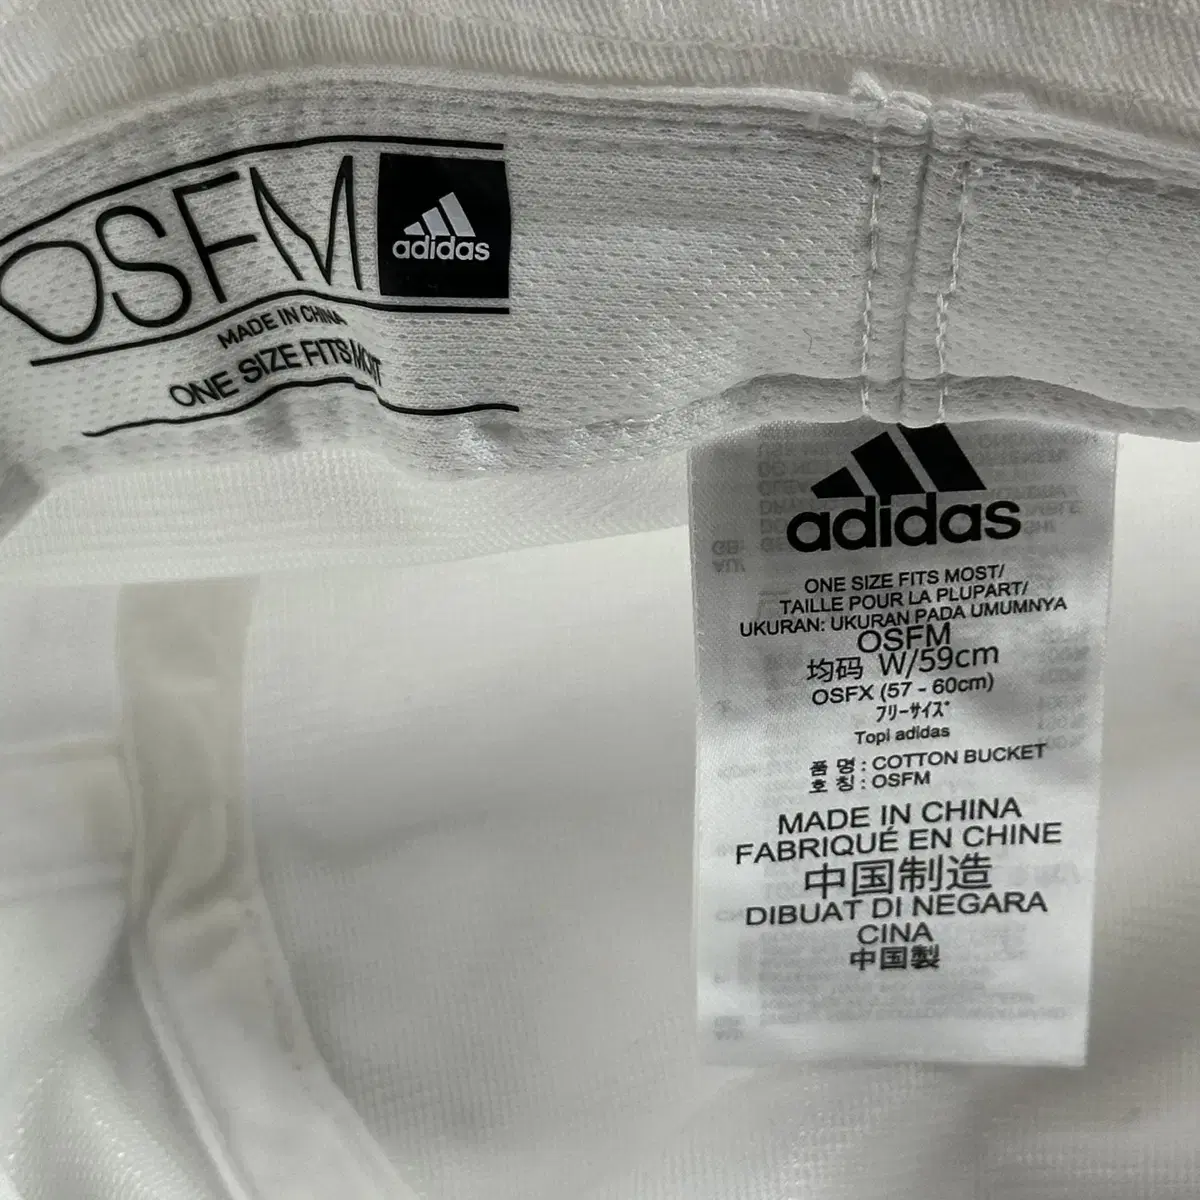 OSFM
adidas
MADE IN CHINA
ONE SIZE FITS MOST
adidas
ONE SIZE FITS MOST/
TAILLE POUR LA PLUPART/
UKURAN: UKURAN PADA UMUMNYA
OSFM
均码 W/59cm
OSFX (57 - 60cm)
フリーサイズ
Topi adidas
품 명 : COTTON BUCKET
호 칭 : OSFM
MADE IN CHINA
FABRIQUÉ EN CHINE
中国制造
DIBUAT DI NEGARA
CINA
中国製